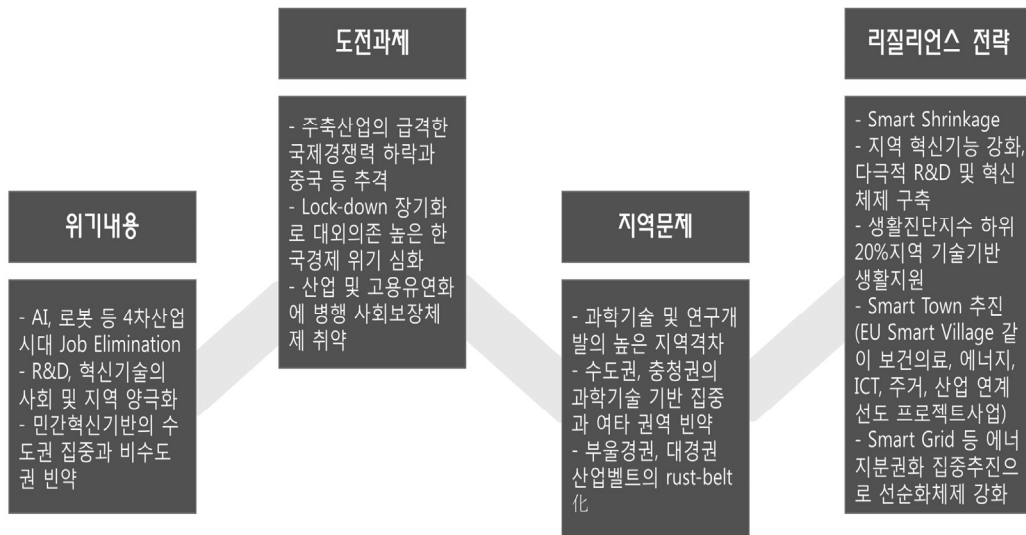 위기내용
- AI, 로봇 등 4차산업
시대 Job Elimination
- R&D, 혁신기술의
사회 및 지역 양극화
- 민간혁신기반의 수
도권 집중과 비수도
권 빈약
도전과제
- 주축산업의 급격한
국제경쟁력 하락과
중국 등 추격
- Lock-down 장기화
로 대외의존 높은 한
국경제 위기 심화
- 산업 및 고용유연화
에 병행 사회보장체
제 취약
지역문제
- 과학기술 및 연구개
발의 높은 지역격차
- 수도권, 충청권의
과학기술 기반 집중
과 여타 권역 빈약
- 부울경권, 대경권
산업벨트의 rust-belt
化
리질리언스 전략
- Smart Shrinkage
- 지역 혁신기능 강화,
다극적 R&D 및 혁신
체제 구축
- 생활진단지수 하위
20%지역 기술기반
생활지원
- Smart Town 추진
(EU Smart Village 같
이 보건의료, 에너지,
ICT, 주거, 산업 연계
선도 프로젝트사업)
- Smart Grid 등 에너
지분권화 집중추진으
로 선순화체제 강화